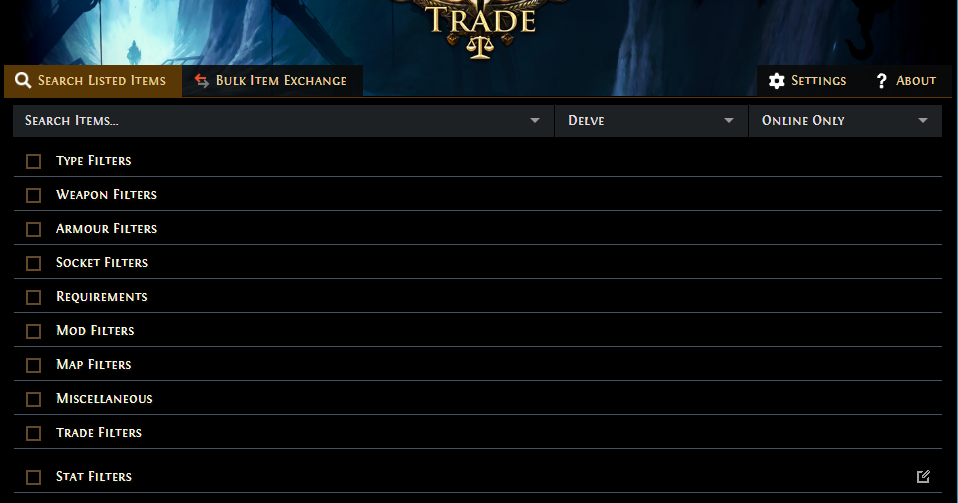 Trade
Search Listed Items
Bulk Item Exchange
Settings
? About
Search Items...
Delve
Online Only
Type Filters
Weapon Filters
Armour Filters
Socket Filters
Requirements
Mod Filters
Map Filters
Miscellaneous
Trade Filters
Stat Filters